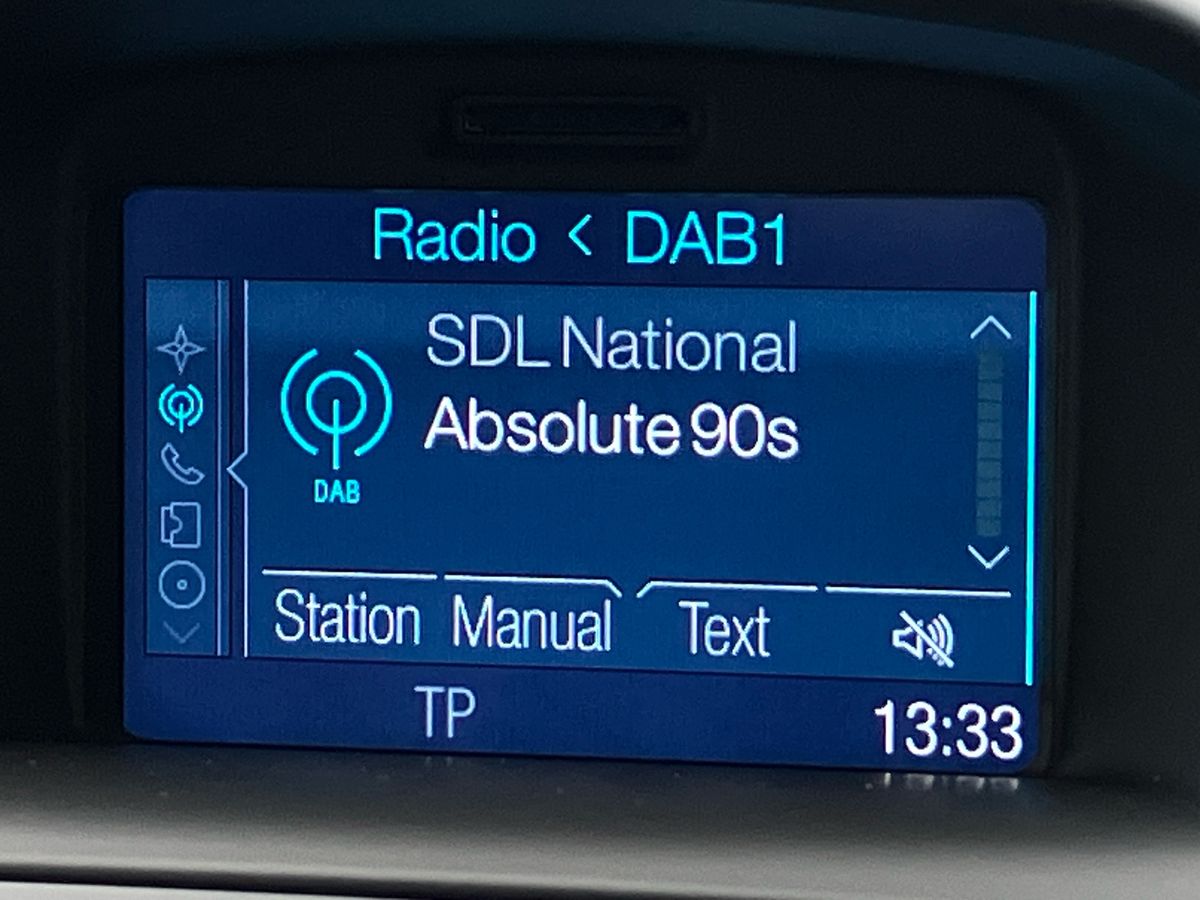 Radio < DAB1
SDL National
Absolute 90s
DAB
Station Manual Text
TP 13:33